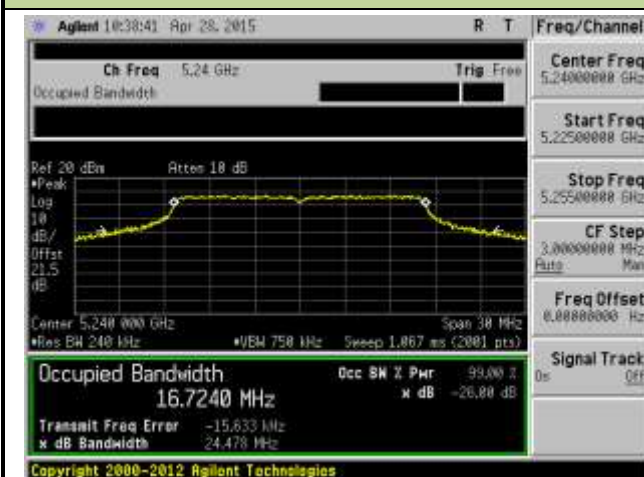 Agilent 10:38:41 Apr 28, 2015 R T
Freq/Channel
Ch Freq 5.24 GHz Trig Free
Occupied Bandwidth
Center Freq
5.24000000 GHz
Start Freq
5.22500000 GHz
Stop Freq
5.25500000 GHz
CF Step
3.00000000 MHz
Auto Man
Freq Offset
0.00000000 Hz
Signal Track
On Off
Ref 20 dBm Atten 10 dB
•Peak
Log
10
dB/
Offst
21.5
dB
Center 5.240 000 GHz Span 30 MHz
•Res BW 240 kHz •VBW 750 kHz Sweep 1.067 ms (2001 pts)
Occupied Bandwidth
16.7240 MHz
Occ BW % Pwr 99.00 %
x dB -26.00 dB
Transmit Freq Error -15.633 kHz
x dB Bandwidth 24.478 MHz
Copyright 2000-2012 Agilent Technologies